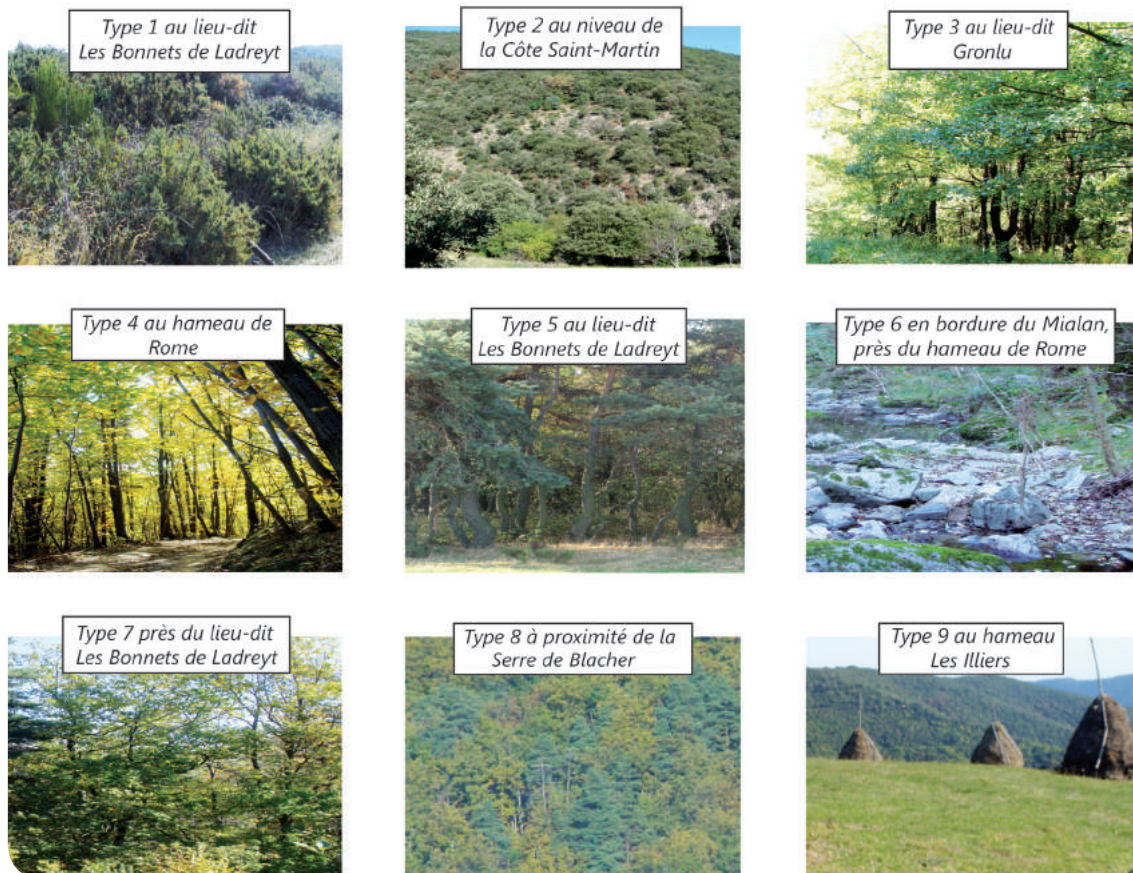 Type 1 au lieu-dit
Les Bonnets de Ladreyt
Type 2 au niveau de
la Côte Saint-Martin
Type 3 au lieu-dit
Gronlu
Type 4 au hameau de
Rome
Type 5 au lieu-dit
Les Bonnets de Ladreyt
Type 6 en bordure du Mialan,
près du hameau de Rome
Type 7 près du lieu-dit
Les Bonnets de Ladreyt
Type 8 à proximité de la
Serre de Blacher
Type 9 au hameau
Les Illiers